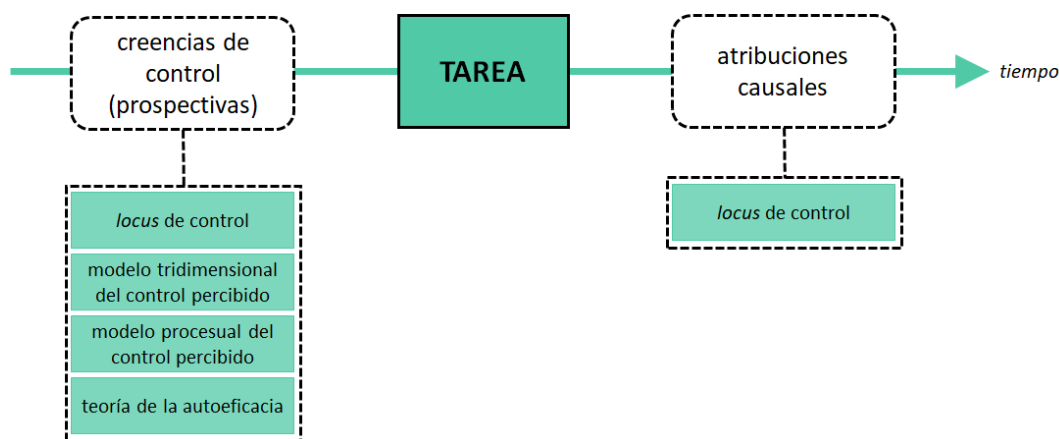 creencias de
control
(prospectivas)
TAREA
atribuciones
causales
tiempo
locus de control
modelo tridimensional
del control percibido
modelo procesual del
control percibido
teoría de la autoeficacia
locus de control